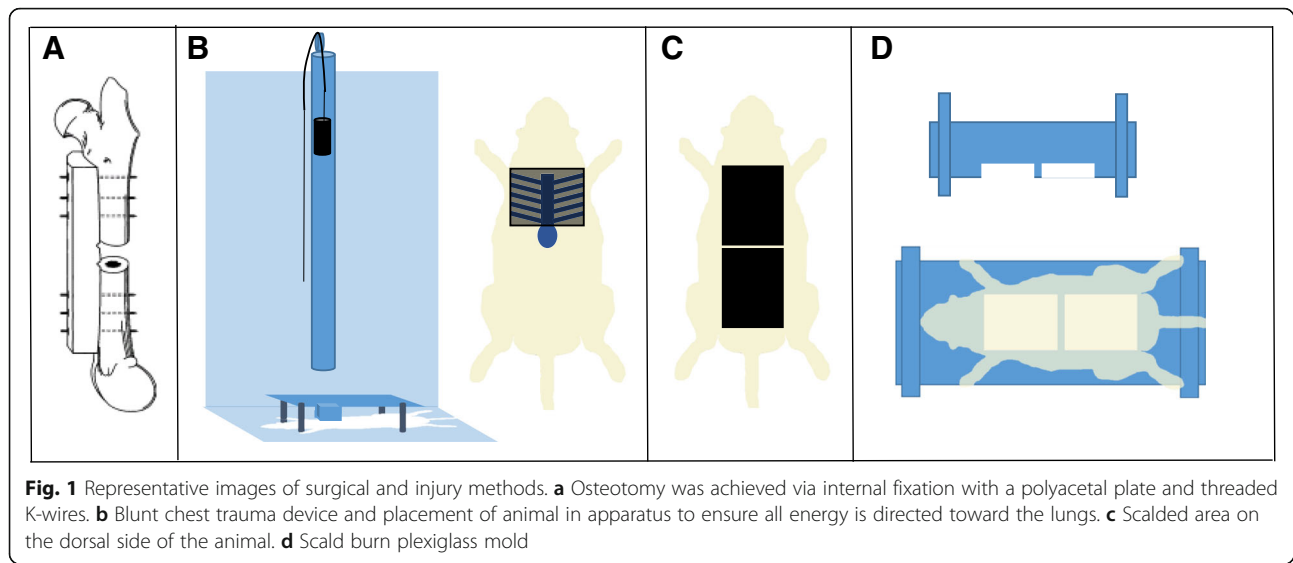 A
B
C
D
Fig. 1 Representative images of surgical and injury methods. a Osteotomy was achieved via internal fixation with a polyacetal plate and threaded
K-wires. b Blunt chest trauma device and placement of animal in apparatus to ensure all energy is directed toward the lungs. c Scalded area on
the dorsal side of the animal. d Scald burn plexiglass mold